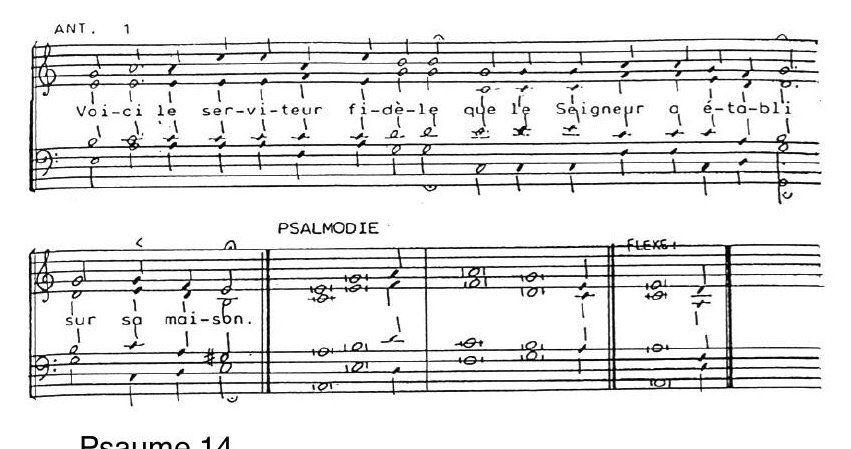 ANT. 1
Voi-ci le ser-vi-teur fi-dè-le que le Seigneur a é-ta-bli
PSALMODIE
FLEXE:
sur sa mai-son.
Psaume 14